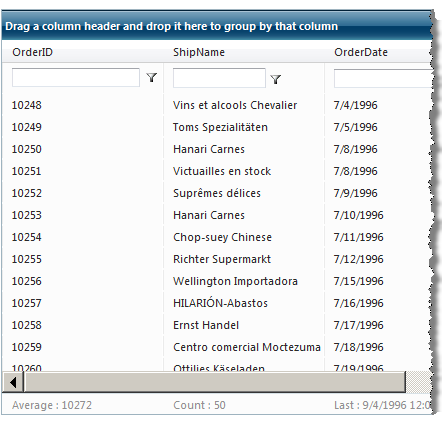 Drag a column header and drop it here to group by that column
OrderID ShipName OrderDate
10248 Vins et alcools Chevalier 7/4/1996
10249 Toms Spezialitäten 7/5/1996
10250 Hanari Carnes 7/8/1996
10251 Victuailles en stock 7/8/1996
10252 Suprêmes délices 7/9/1996
10253 Hanari Carnes 7/10/1996
10254 Chop-suey Chinese 7/11/1996
10255 Richter Supermarkt 7/12/1996
10256 Wellington Importadora 7/15/1996
10257 HILARIÓN-Abastos 7/16/1996
10258 Ernst Handel 7/17/1996
10259 Centro comercial Moctezuma 7/18/1996
10260 Ottilies Käseladen 7/19/1996
Average : 10272 Count : 50 Last : 9/4/1996 12:0